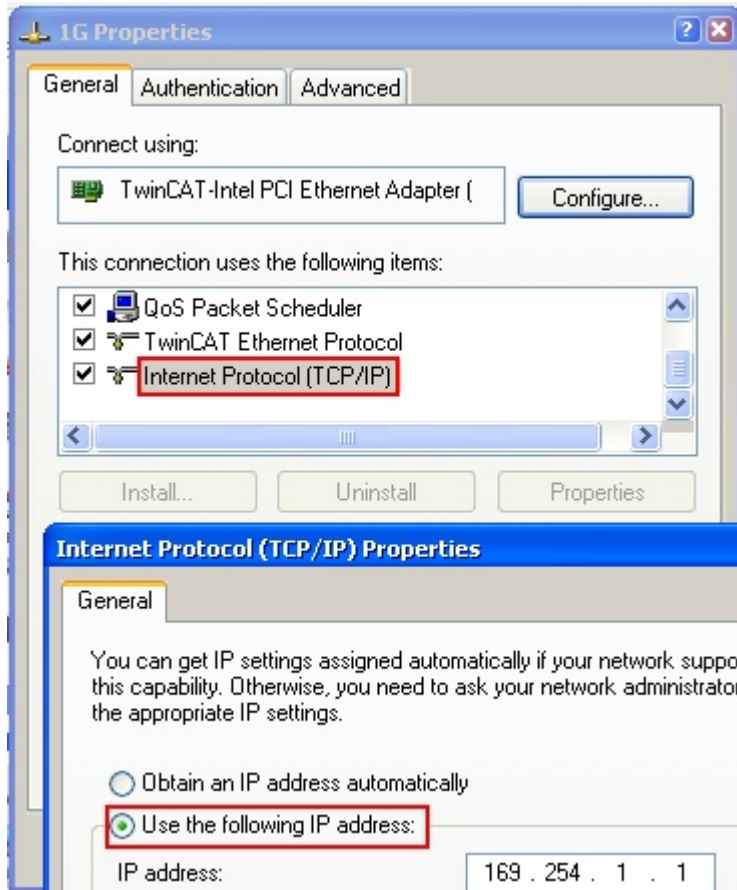 1G Properties
General Authentication Advanced
Connect using:
TwinCAT-Intel PCI Ethernet Adapter ( Configure...
This connection uses the following items:
QoS Packet Scheduler
TwinCAT Ethernet Protocol
Internet Protocol (TCP/IP)
Install... Uninstall Properties
Internet Protocol (TCP/IP) Properties
General
You can get IP settings assigned automatically if your network suppo
this capability. Otherwise, you need to ask your network administrator
the appropriate IP settings.
Obtain an IP address automatically
Use the following IP address:
IP address: 169 . 254 . 1 . 1